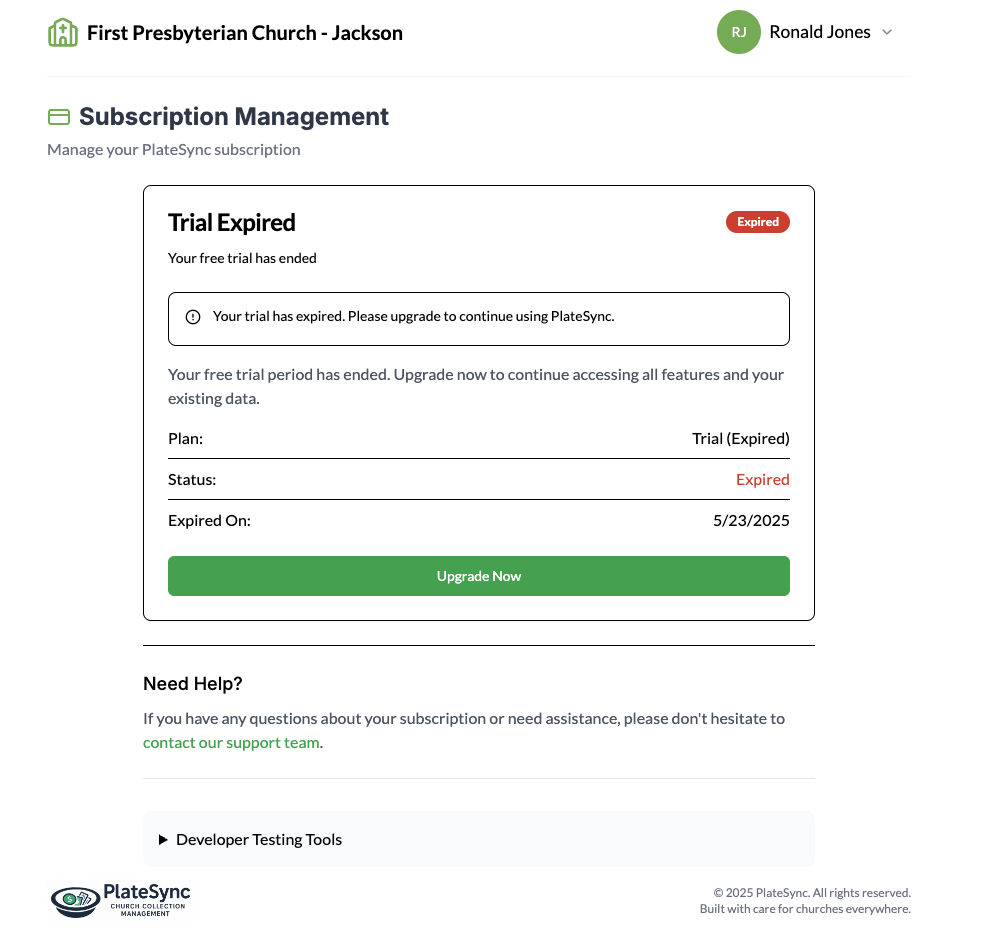 First Presbyterian Church - Jackson
RJ
Ronald Jones
Subscription Management
Manage your PlateSync subscription
Trial Expired
Expired
Your free trial has ended
Your trial has expired. Please upgrade to continue using PlateSync.
Your free trial period has ended. Upgrade now to continue accessing all features and your
existing data.
Plan:
Trial (Expired)
Status:
Expired
Expired On:
5/23/2025
Upgrade Now
Need Help?
If you have any questions about your subscription or need assistance, please don't hesitate to
contact our support team.
Developer Testing Tools
PlateSync
CHURCH COLLECTION
MANAGEMENT
© 2025 PlateSync. All rights reserved.
Built with care for churches everywhere.